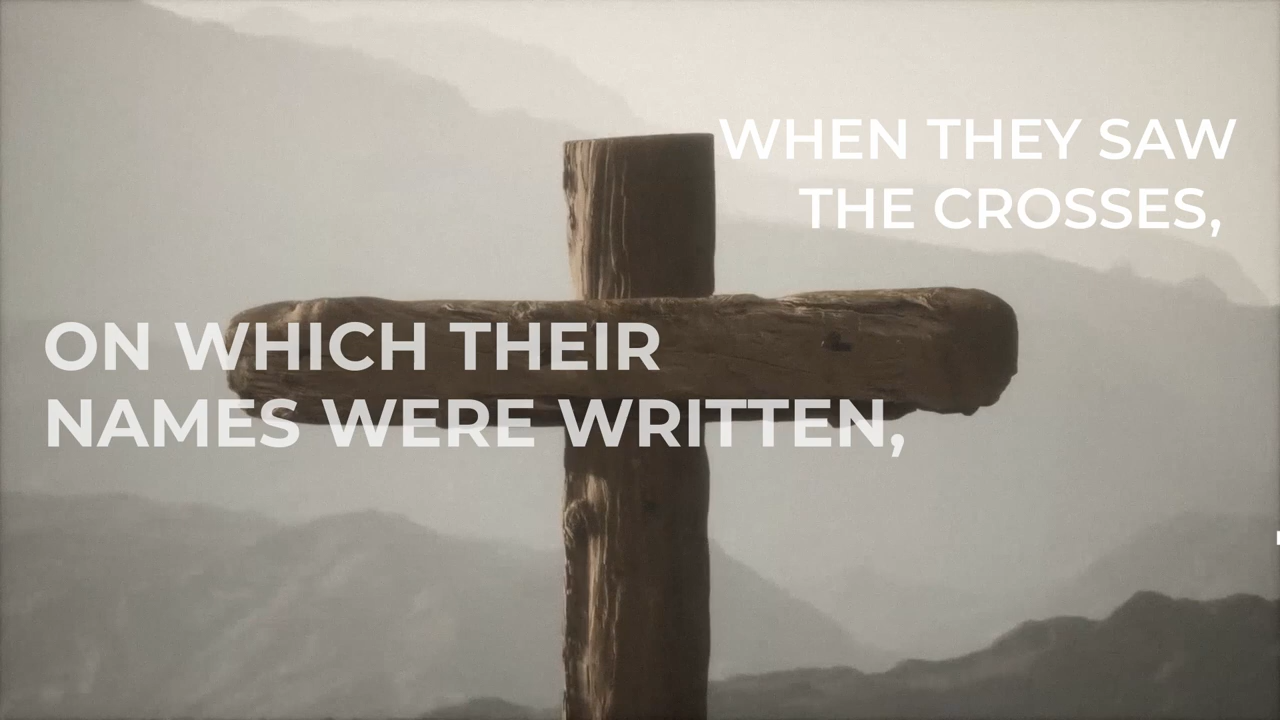 WHEN THEY SAW
THE CROSSES,
ON WHICH THEIR
NAMES WERE WRITTEN,